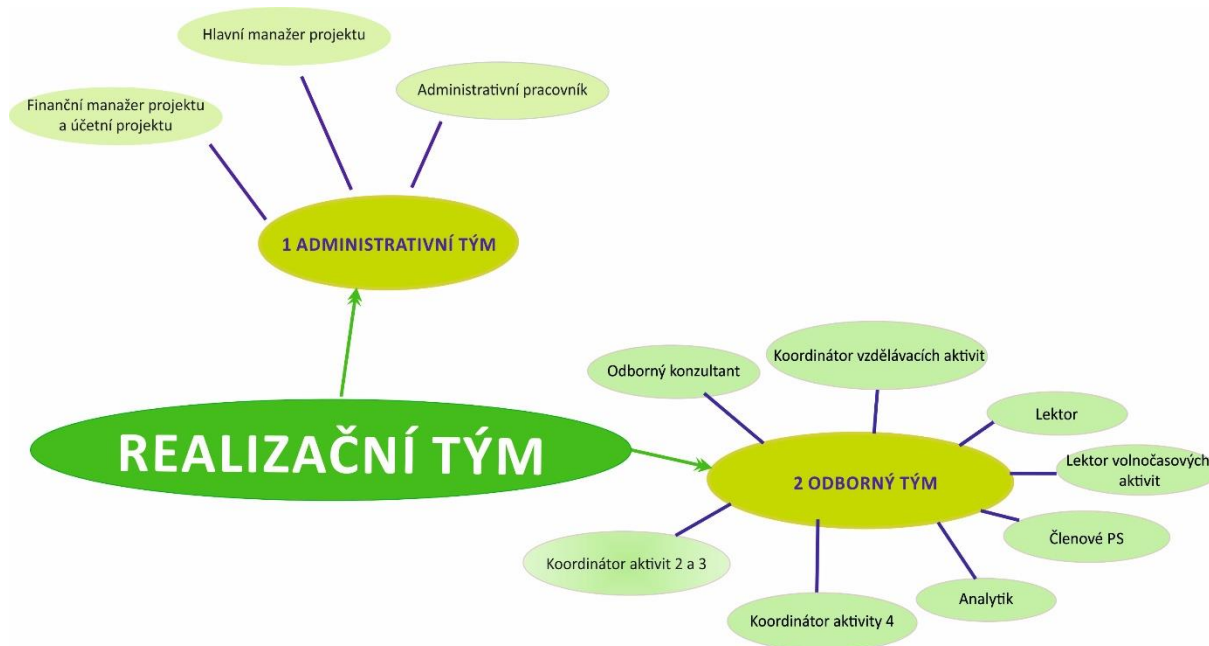 Hlavní manažer projektu
Administrativní pracovník
Finanční manažer projektu
a účetní projektu
1 ADMINISTRATIVNÍ TÝM
REALIZAČNÍ TÝM
Odborný konzultant
Koordinátor vzdělávacích aktivit
Lektor
Lektor volnočasových
aktivit
2 ODBORNÝ TÝM
Členové PS
Koordinátor aktivit 2 a 3
Koordinátor aktivity 4
Analytik